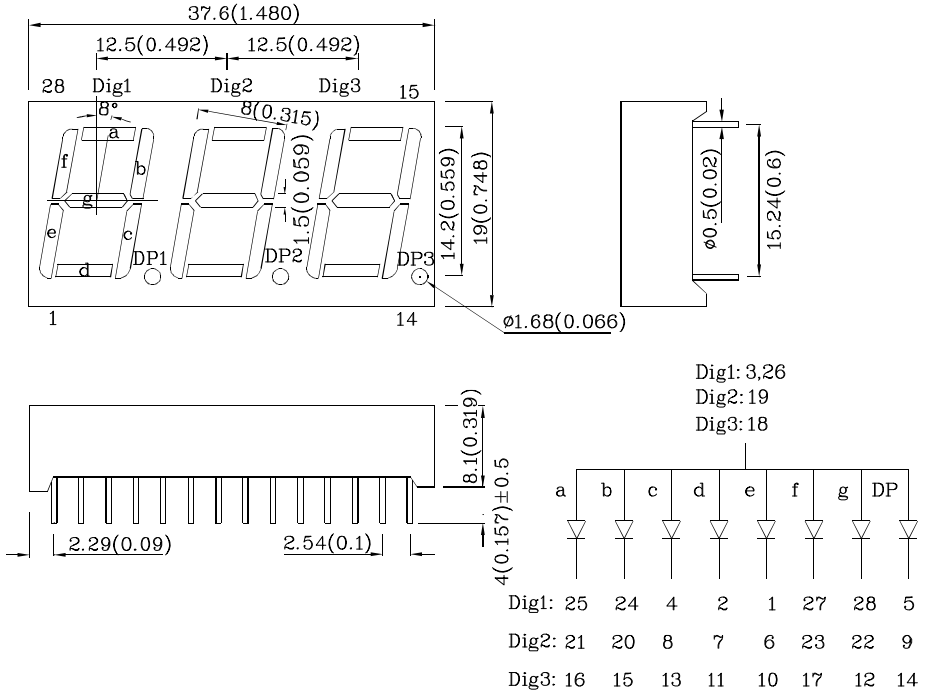 37.6(1.480)
12.5(0.492) 12.5(0.492)
28 Dig1 Dig2 Dig3 15
8° 8(0.315)
a
f b
g
e c
d
DP1 DP2 DP3
1.5(0.059)
14.2(0.559)
19(0.748)
ø0.5(0.02)
15.24(0.6)
1 14
ø1.68(0.066)
8.1(0.319)
4(0.157)±0.5
2.29(0.09) 2.54(0.1)
Dig1: 3,26
Dig2: 19
Dig3: 18
a b c d e f g DP
Dig1: 25 24 4 2 1 27 28 5
Dig2: 21 20 8 7 6 23 22 9
Dig3: 16 15 13 11 10 17 12 14